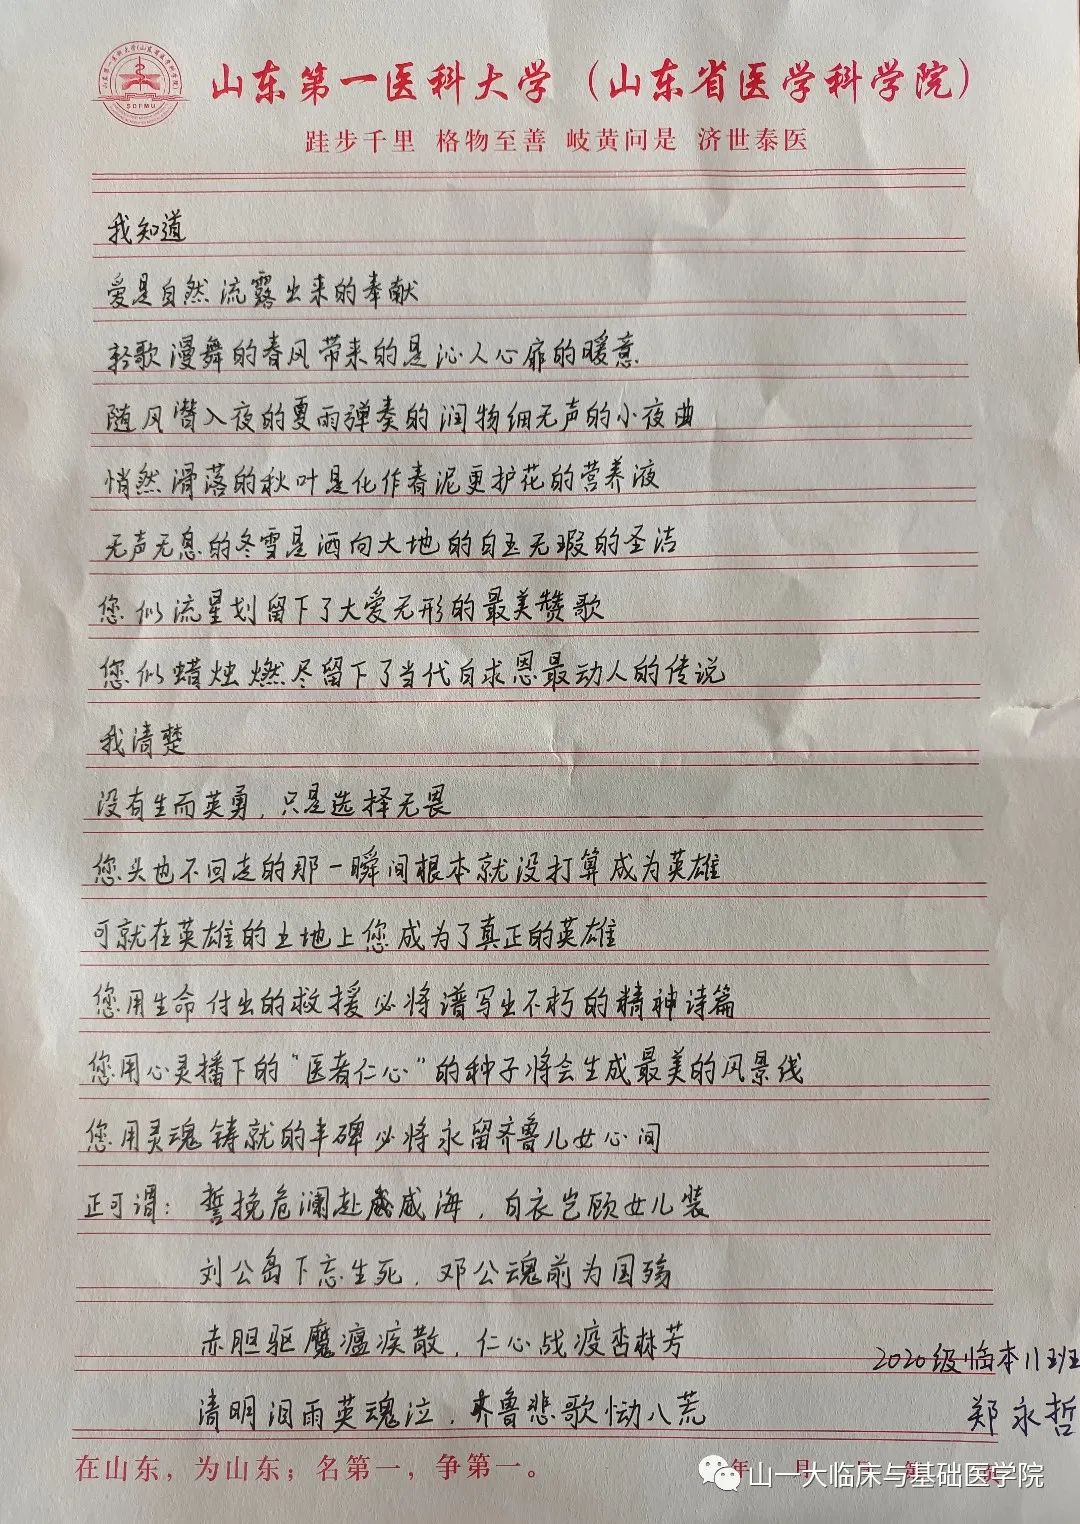 山东第一医科大学（山东省医学科学院）
SDFMU
跬步千里 格物至善 岐黄问是 济世泰医
我知道
爱是自然流露出来的奉献
轻歌漫舞的春风带来的是沁人心扉的暖意.
随风潜入夜的夏雨弹奏的润物细无声的小夜曲
悄然滑落的秋叶是化作春泥更护花的营养液
无声无息的冬雪是洒向大地的白玉无瑕的圣洁
您似流星划留下了大爱无形的最美赞歌
您似蜡烛燃尽留下了当代白求恩最动人的传说
我清楚
没有生而英勇，只是选择无畏
您头也不回走的那一瞬间根本就没打算成为英雄
可就在英雄的土地上您成为了真正的英雄
您用生命付出的救援必将谱写出不朽的精神诗篇
您用心灵播下的“医者仁心”的种子将会生成最美的风景线
您用灵魂铸就的丰碑必将永留齐鲁儿女心间
正可谓：誓挽危澜赴威海，白衣岂顾女儿装
刘公岛下忘生死，邓公魂前为国殇
赤胆驱魔瘟疾散，仁心战疫杏林芳
清明泪雨英魂泣，齐鲁悲歌恸八荒
2020级临本11班
郑永哲
在山东，为山东；名第一，争第一。
年 月
山一大临床与基础医学院